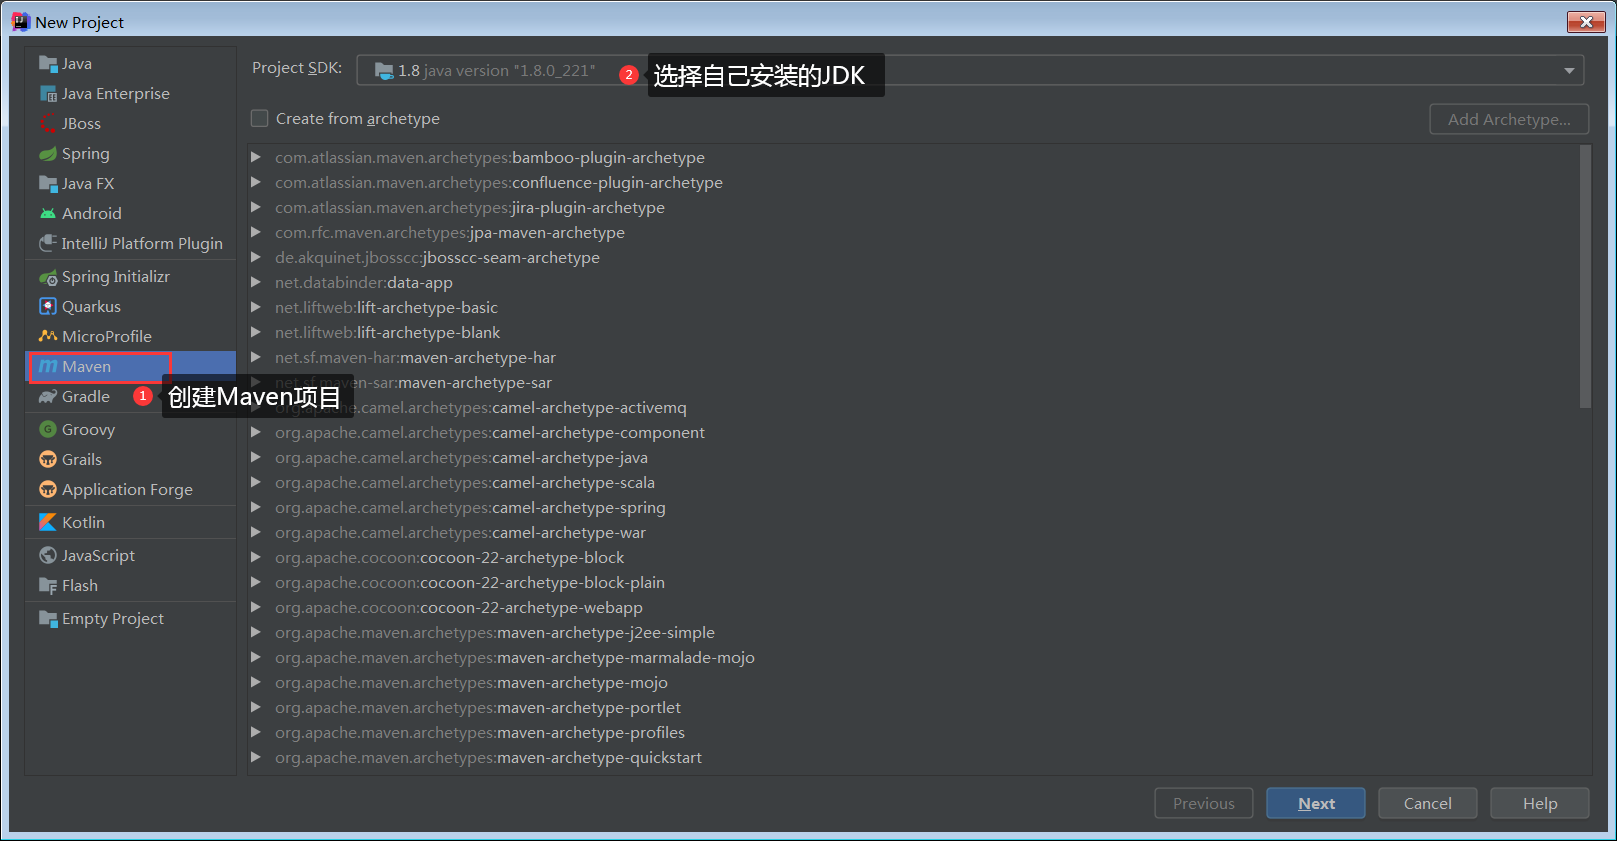 New Project
Java
Java Enterprise
JBoss
Spring
Java FX
Android
IntelliJ Platform Plugin
Spring Initializr
Quarkus
MicroProfile
Maven
Gradle
1 创建Maven项目
Groovy
Grails
Application Forge
Kotlin
JavaScript
Flash
Empty Project
Project SDK: 1.8 java version "1.8.0_221"
2 选择自己安装的JDK
Create from archetype
Add Archetype...
com.atlassian.maven.archetypes:bamboo-plugin-archetype
com.atlassian.maven.archetypes:confluence-plugin-archetype
com.atlassian.maven.archetypes:jira-plugin-archetype
com.rfc.maven.archetypes:jpa-maven-archetype
de.akquinet.jbosscc:jbosscc-seam-archetype
net.databinder:data-app
net.liftweb:lift-archetype-basic
net.liftweb:lift-archetype-blank
net.sf.maven-har:maven-archetype-har
net.sf.maven-sar:maven-archetype-sar
org.apache.camel.archetypes:camel-archetype-activemq
org.apache.camel.archetypes:camel-archetype-component
org.apache.camel.archetypes:camel-archetype-java
org.apache.camel.archetypes:camel-archetype-scala
org.apache.camel.archetypes:camel-archetype-spring
org.apache.camel.archetypes:camel-archetype-war
org.apache.cocoon:cocoon-22-archetype-block
org.apache.cocoon:cocoon-22-archetype-block-plain
org.apache.cocoon:cocoon-22-archetype-webapp
org.apache.maven.archetypes:maven-archetype-j2ee-simple
org.apache.maven.archetypes:maven-archetype-marmalade-mojo
org.apache.maven.archetypes:maven-archetype-mojo
org.apache.maven.archetypes:maven-archetype-portlet
org.apache.maven.archetypes:maven-archetype-profiles
org.apache.maven.archetypes:maven-archetype-quickstart
Previous
Next
Cancel
Help